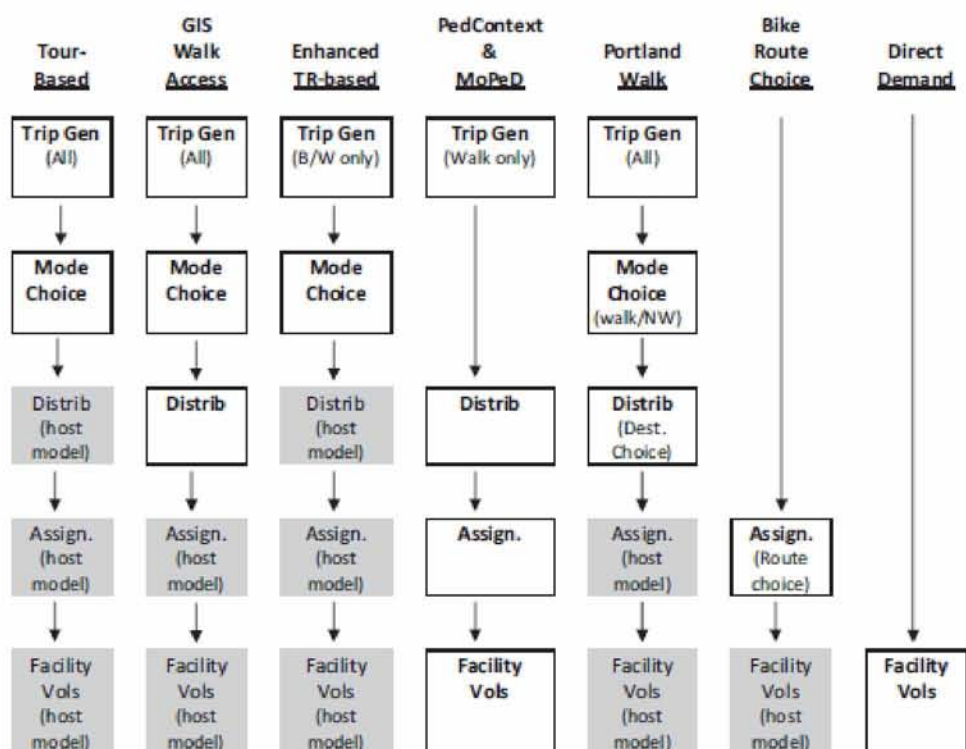 Tour-
Based
GIS
Walk
Access
Enhanced
TR-based
PedContext
&
MoPeD
Portland
Walk
Bike
Route
Choice
Direct
Demand
Trip Gen
(All)
Trip Gen
(All)
Trip Gen
(B/W only)
Trip Gen
(Walk only)
Trip Gen
(All)
Mode
Choice
Mode
Choice
Mode
Choice
Mode
Choice
(walk/NW)
Distrib
(host
model)
Distrib
Distrib
(host
model)
Distrib
Distrib
(Dest.
Choice)
Assign.
(host
model)
Assign.
(host
model)
Assign.
(host
model)
Assign.
Assign.
(host
model)
Assign.
(Route
choice)
Facility
Vols
(host
model)
Facility
Vols
(host
model)
Facility
Vols
(host
model)
Facility
Vols
Facility
Vols
(host
model)
Facility
Vols
(host
model)
Facility
Vols